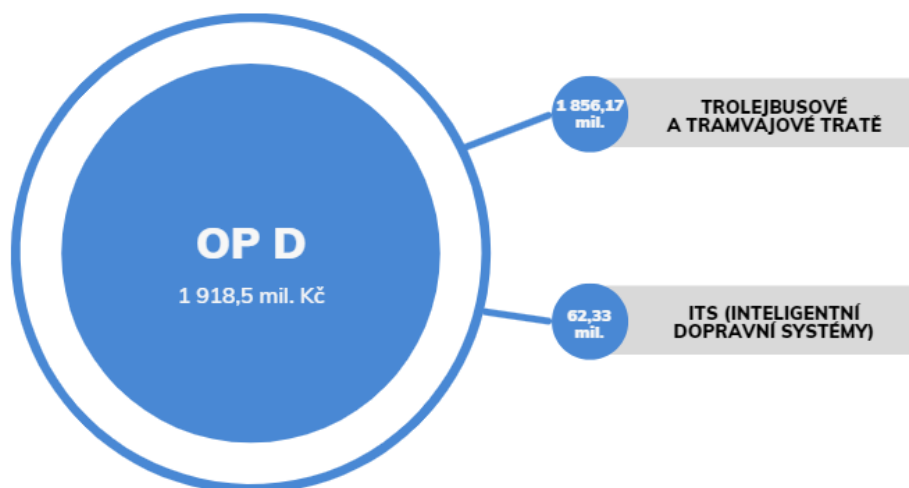 OP D
1 918,5 mil. Kč
1 856,17
mil.
TROLEJBUSOVÉ
A TRAMVAJOVÉ TRATĚ
62,33
mil.
ITS (INTELIGENTNÍ
DOPRAVNÍ SYSTÉMY)